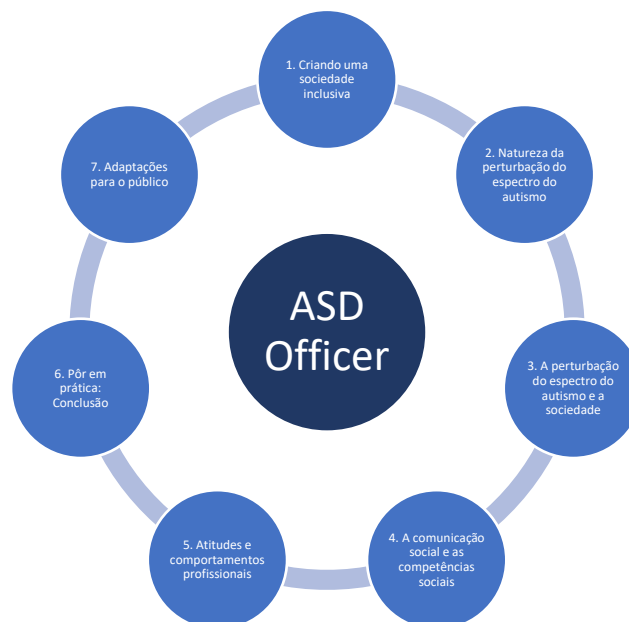 1. Criando uma
sociedade
inclusiva
2. Natureza da
perturbação do
espectro do
autismo
3. A perturbação
do espectro do
autismo e a
sociedade
4. A comunicação
social e as
competências
sociais
5. Atitudes e
comportamentos
profissionais
6. Pôr em
prática:
Conclusão
7. Adaptações
para o público
ASD
Officer